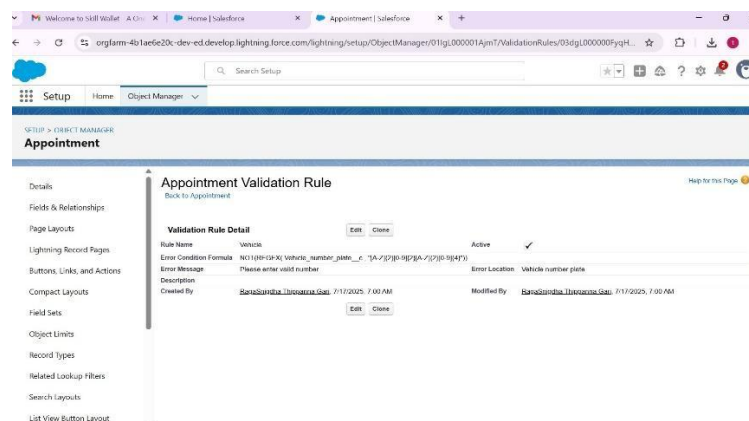 Welcome to Skill Wallet A On
Home | Salesforce
Appointment | Salesforce
orgfarm-4b1ae6e20c-dev-ed.develop.lightning.force.com/lightning/setup/ObjectManager/01IgL000001AjmT/ValidationRules/03dgL000000FyqH...
Search Setup
Setup Home Object Manager
SETUP > OBJECT MANAGER
Appointment
Details
Fields & Relationships
Page Layouts
Lightning Record Pages
Buttons, Links, and Actions
Compact Layouts
Field Sets
Object Limits
Record Types
Related Lookup Filters
Search Layouts
List View Button Layout
Appointment Validation Rule
Help for this Page
Back to Appointment
Validation Rule Detail Edit Clone
Rule Name Vehicle Active
Error Condition Formula NOT(REGEX( Vehicle_number_plate__c, "[A-Z]{2}[0-9]{2}[A-Z]{2}[0-9]{4}"))
Error Message Please enter valid number Error Location Vehicle number plate
Description
Created By RagaSnigdha Thippanna Gari, 7/17/2025, 7:00 AM Modified By RagaSnigdha Thippanna Gari, 7/17/2025, 7:00 AM
Edit Clone